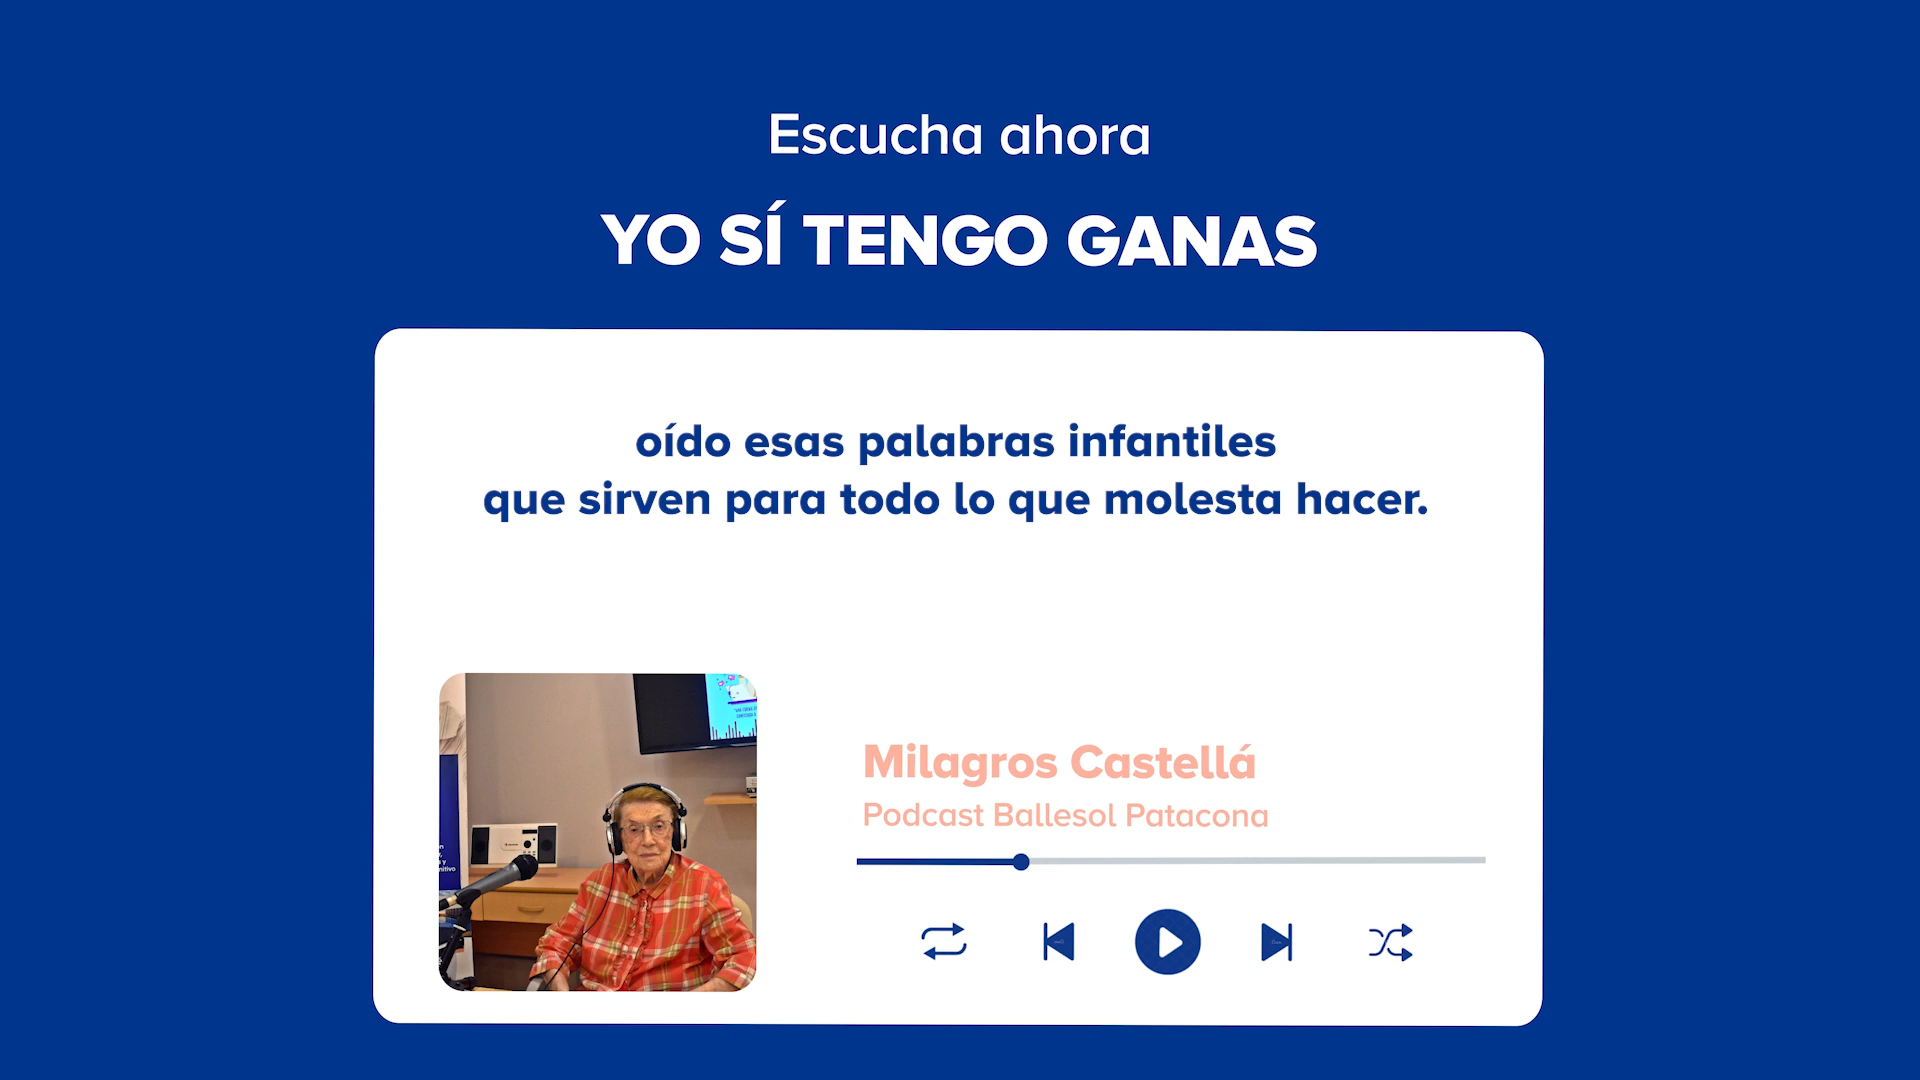 Escucha ahora
YO SÍ TENGO GANAS
oído esas palabras infantiles
que sirven para todo lo que molesta hacer.
Milagros Castellá
Podcast Ballesol Patacona